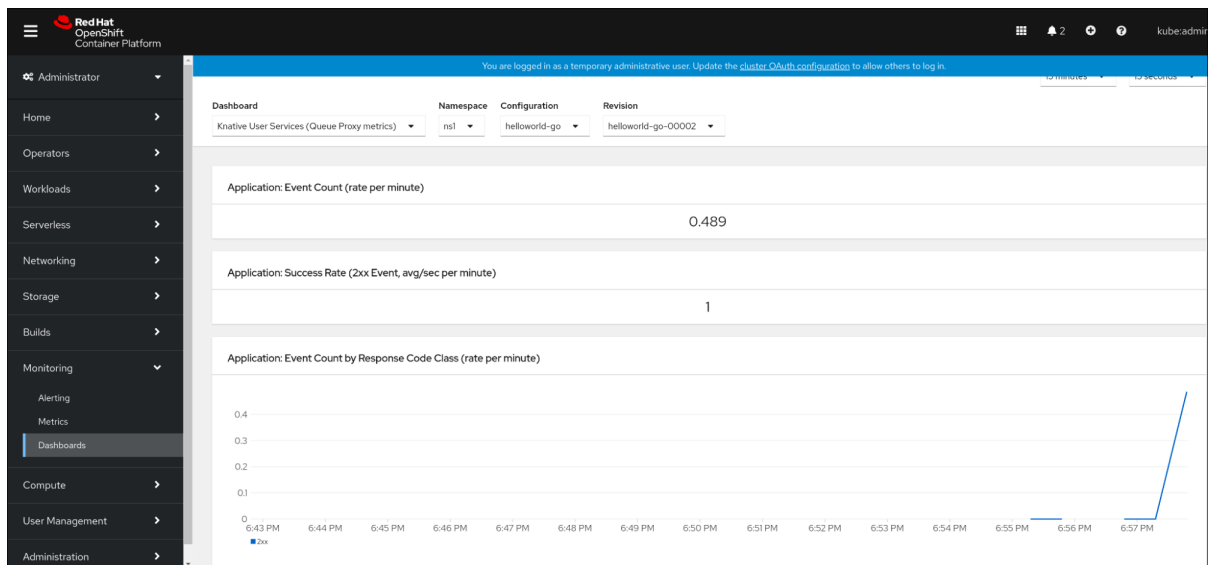 Red Hat
OpenShift
Container Platform
2
kube:admin
Administrator
You are logged in as a temporary administrative user. Update the cluster OAuth configuration to allow others to log in.
15 minutes
15 seconds
Home
Operators
Workloads
Serverless
Networking
Storage
Builds
Monitoring
Alerting
Metrics
Dashboards
Compute
User Management
Administration
Dashboard Namespace Configuration Revision
Knative User Services (Queue Proxy metrics) ns1 helloworld-go helloworld-go-00002
Application: Event Count (rate per minute)
0.489
Application: Success Rate (2xx Event, avg/sec per minute)
1
Application: Event Count by Response Code Class (rate per minute)
0.4
0.3
0.2
0.1
0
6:43 PM 6:44 PM 6:45 PM 6:46 PM 6:47 PM 6:48 PM 6:49 PM 6:50 PM 6:51 PM 6:52 PM 6:53 PM 6:54 PM 6:55 PM 6:56 PM 6:57 PM
2xx